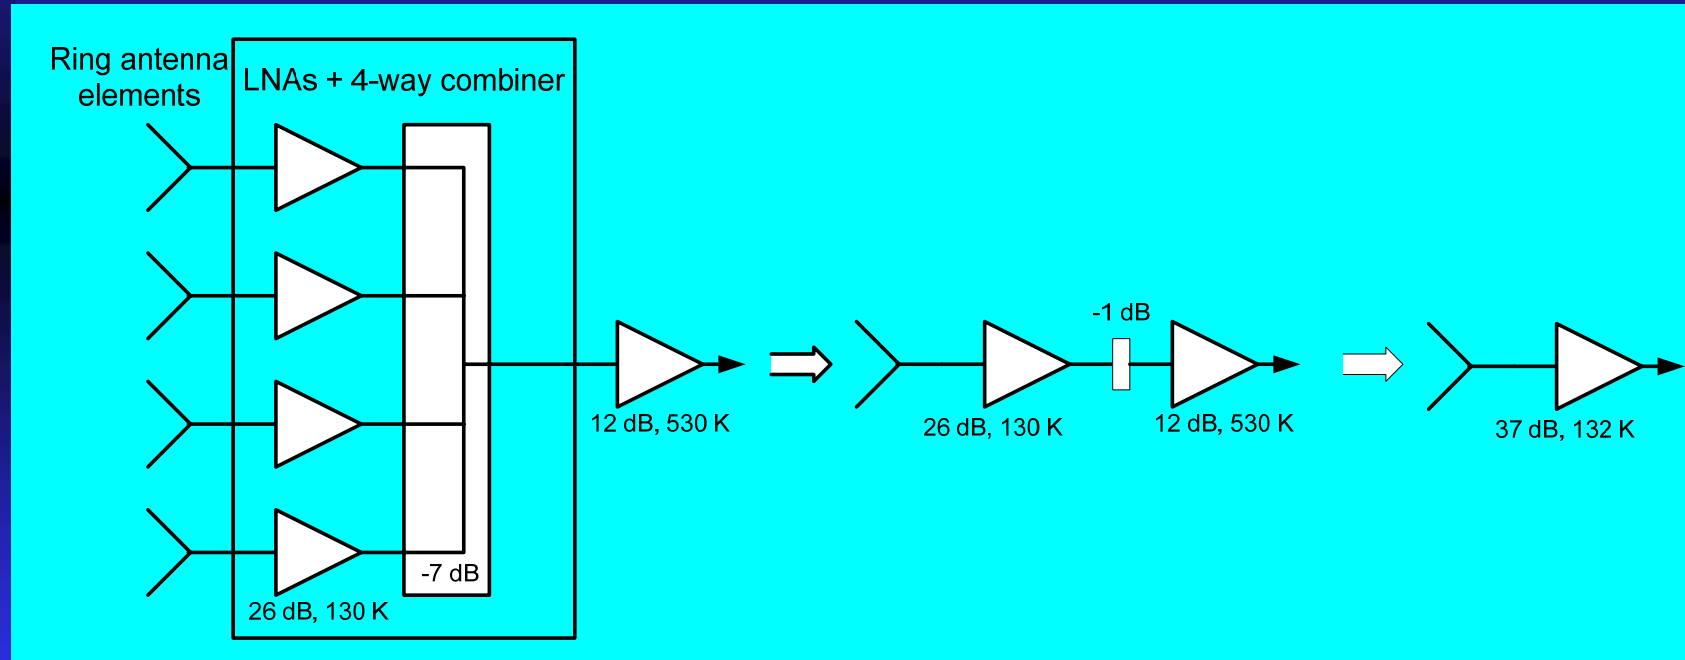 Ring antenna
elements
LNAs + 4-way combiner
-7 dB
26 dB, 130 K
12 dB, 530 K
-1 dB
26 dB, 130 K
12 dB, 530 K
37 dB, 132 K